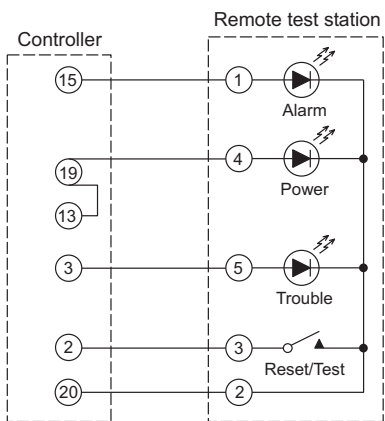 Remote test station
Controller
15 1
Alarm
19 4
Power
13
3 5
Trouble
2 3
Reset/Test
20 2